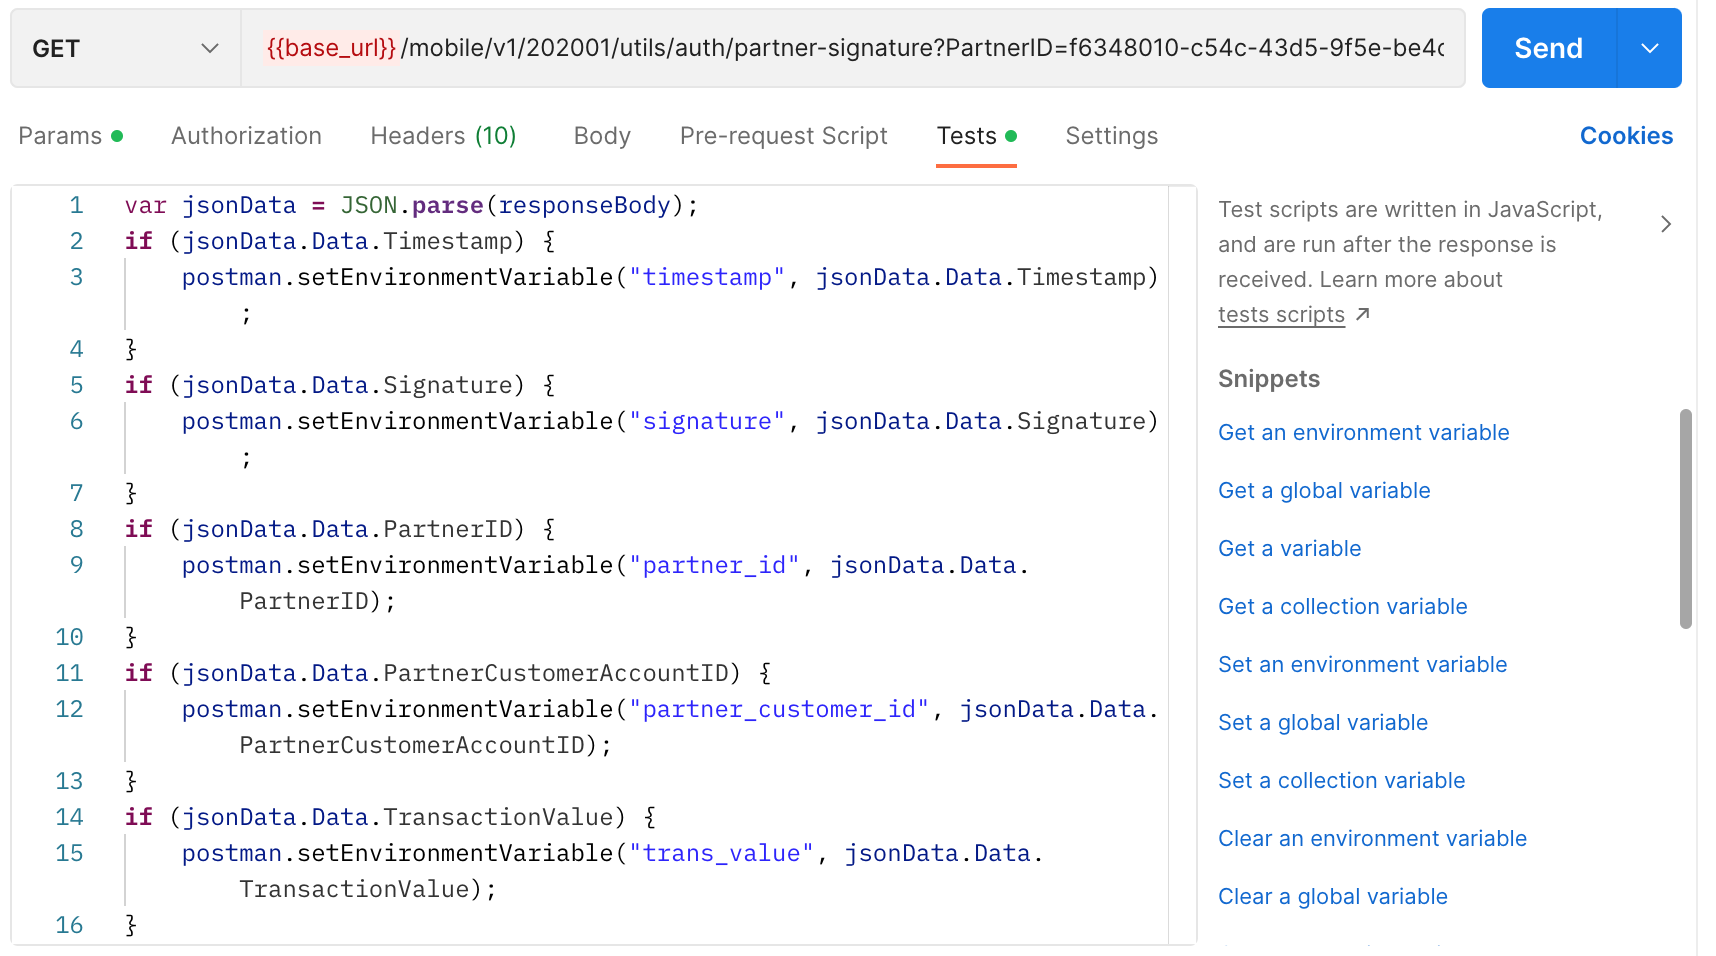 GET
{{base_url}}/mobile/v1/202001/utils/auth/partner-signature?PartnerID=f6348010-c54c-43d5-9f5e-be4c
Send
Params
Authorization
Headers (10)
Body
Pre-request Script
Tests
Settings
Cookies
1 var jsonData = JSON.parse(responseBody);
2 if (jsonData.Data.Timestamp) {
3 postman.setEnvironmentVariable("timestamp", jsonData.Data.Timestamp)
;
4 }
5 if (jsonData.Data.Signature) {
6 postman.setEnvironmentVariable("signature", jsonData.Data.Signature)
;
7 }
8 if (jsonData.Data.PartnerID) {
9 postman.setEnvironmentVariable("partner_id", jsonData.Data.
PartnerID);
10 }
11 if (jsonData.Data.PartnerCustomerAccountID) {
12 postman.setEnvironmentVariable("partner_customer_id", jsonData.Data.
PartnerCustomerAccountID);
13 }
14 if (jsonData.Data.TransactionValue) {
15 postman.setEnvironmentVariable("trans_value", jsonData.Data.
TransactionValue);
16 }
Test scripts are written in JavaScript,
and are run after the response is
received. Learn more about
tests scripts ↗
Snippets
Get an environment variable
Get a global variable
Get a variable
Get a collection variable
Set an environment variable
Set a global variable
Set a collection variable
Clear an environment variable
Clear a global variable